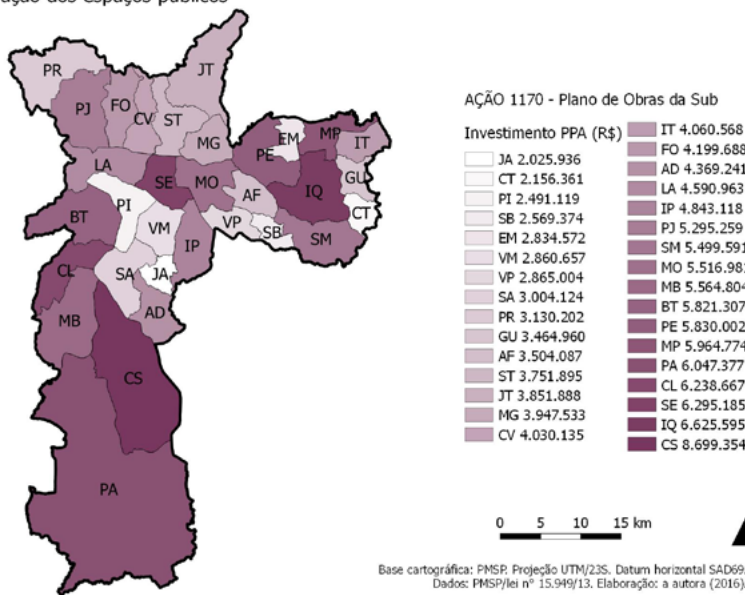 ação dos espaços públicos
PR
JT
PJ
FO
CV
ST
MG
LA
SE
MO
PE
EM
MP
IT
AF
IQ
GU
CT
PI
BT
VM
VP
SB
SM
IP
CL
SA
JA
MB
AD
CS
PA
AÇÃO 1170 - Plano de Obras da Sub
Investimento PPA (R$)
JA 2.025.936
CT 2.156.361
PI 2.491.119
SB 2.569.374
EM 2.834.572
VM 2.860.657
VP 2.865.004
SA 3.004.124
PR 3.130.202
GU 3.464.960
AF 3.504.087
ST 3.751.895
JT 3.851.888
MG 3.947.533
CV 4.030.135
IT 4.060.568
FO 4.199.688
AD 4.369.241
LA 4.590.963
IP 4.843.118
PJ 5.295.259
SM 5.499.591
MO 5.516.981
MB 5.564.804
BT 5.821.307
PE 5.830.002
MP 5.964.774
PA 6.047.377
CL 6.238.667
SE 6.295.185
IQ 6.625.595
CS 8.699.354
0 5 10 15 km
Base cartográfica: PMSP. Projeção UTM/23S. Datum horizontal SAD69.
Dados: PMSP/lei nº 15.949/13. Elaboração: a autora (2016).